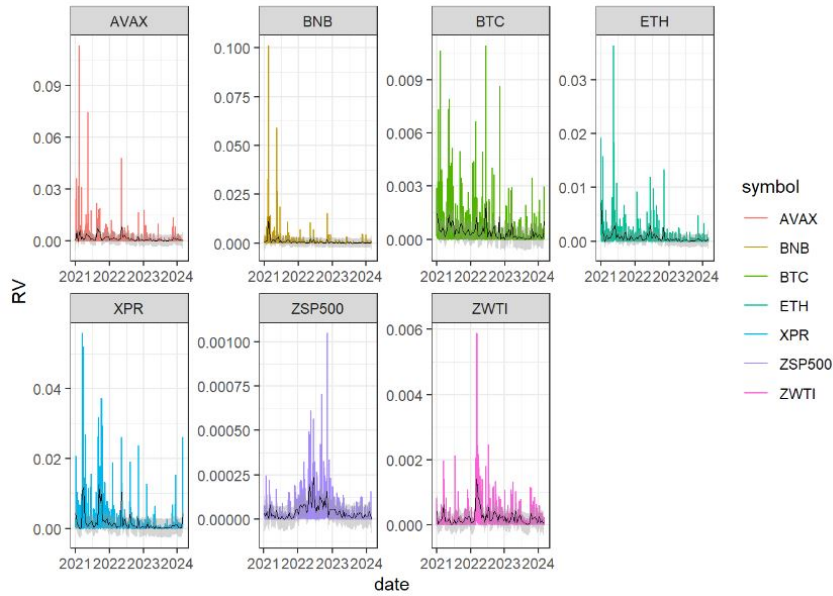 AVAX BNB BTC ETH
0.09 0.06 0.03 0.00
0.100 0.075 0.050 0.025 0.000
0.009 0.006 0.003 0.000
0.03 0.02 0.01 0.00
2021 2022 2023 2024 2021 2022 2023 2024 2021 2022 2023 2024 2021 2022 2023 2024
RV
XPR ZSP500 ZWTI
0.04 0.02 0.00
0.00100 0.00075 0.00050 0.00025 0.00000
0.006 0.004 0.002 0.000
2021 2022 2023 2024 2021 2022 2023 2024 2021 2022 2023 2024
date
symbol
AVAX
BNB
BTC
ETH
XPR
ZSP500
ZWTI